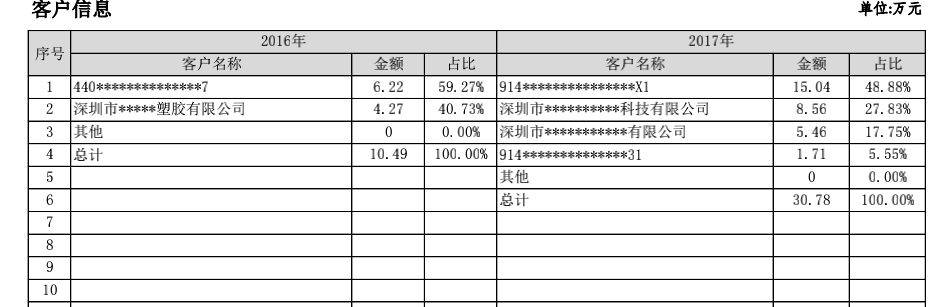 客户信息 单位:万元
序号 2016年 2017年
客户名称 金额 占比 客户名称 金额 占比
1 440***************7 6.22 59.27% 914****************X1 15.04 48.88%
2 深圳市*****塑胶有限公司 4.27 40.73% 深圳市***********科技有限公司 8.56 27.83%
3 其他 0 0.00% 深圳市************有限公司 5.46 17.75%
4 总计 10.49 100.00% 914***************31 1.71 5.55%
5 其他 0 0.00%
6 总计 30.78 100.00%
7
8
9
10